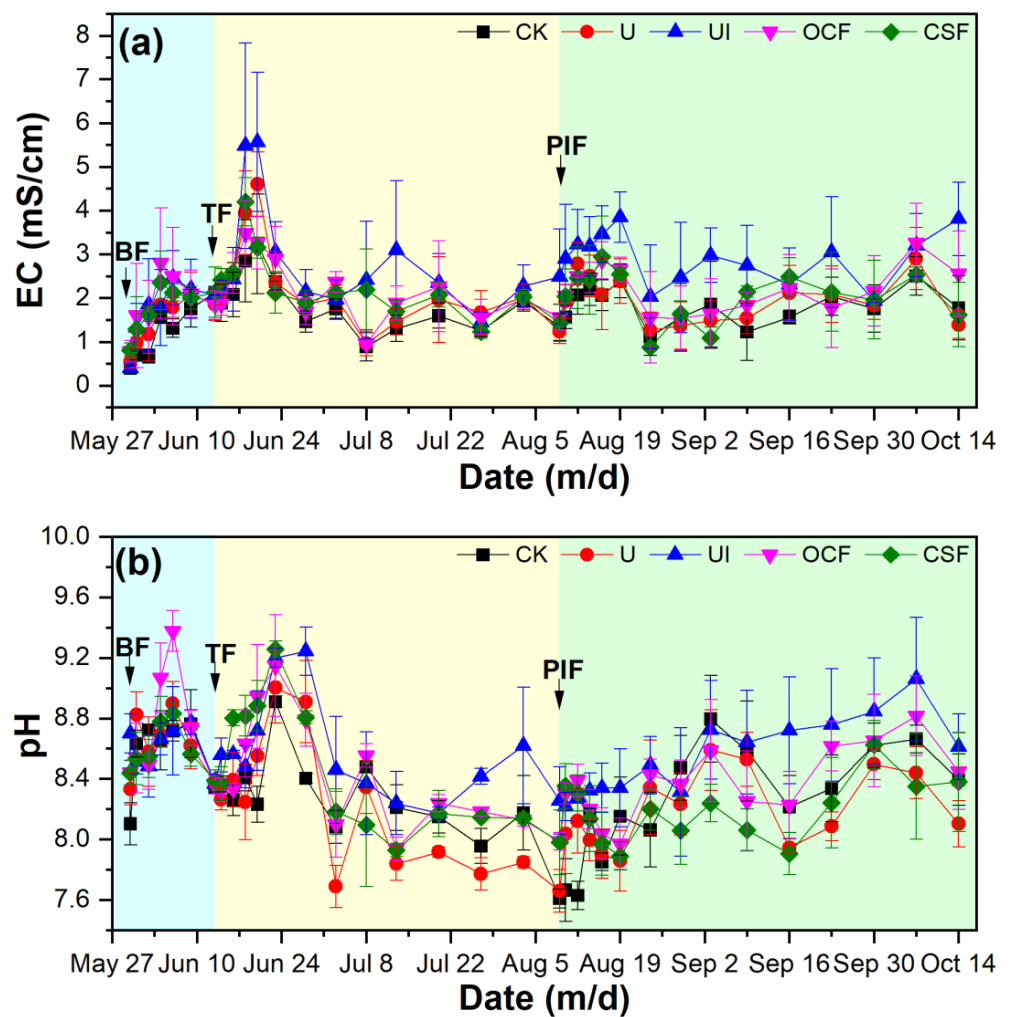 (a)
CK U UI OCF CSF
8
7
6
5
4
3
2
1
0
EC (mS/cm)
BF
TF
PIF
May 27 Jun 10 Jun 24 Jul 8 Jul 22 Aug 5 Aug 19 Sep 2 Sep 16 Sep 30 Oct 14
Date (m/d)
(b)
CK U UI OCF CSF
10.0
9.6
9.2
8.8
8.4
8.0
7.6
pH
BF
TF
PIF
May 27 Jun 10 Jun 24 Jul 8 Jul 22 Aug 5 Aug 19 Sep 2 Sep 16 Sep 30 Oct 14
Date (m/d)